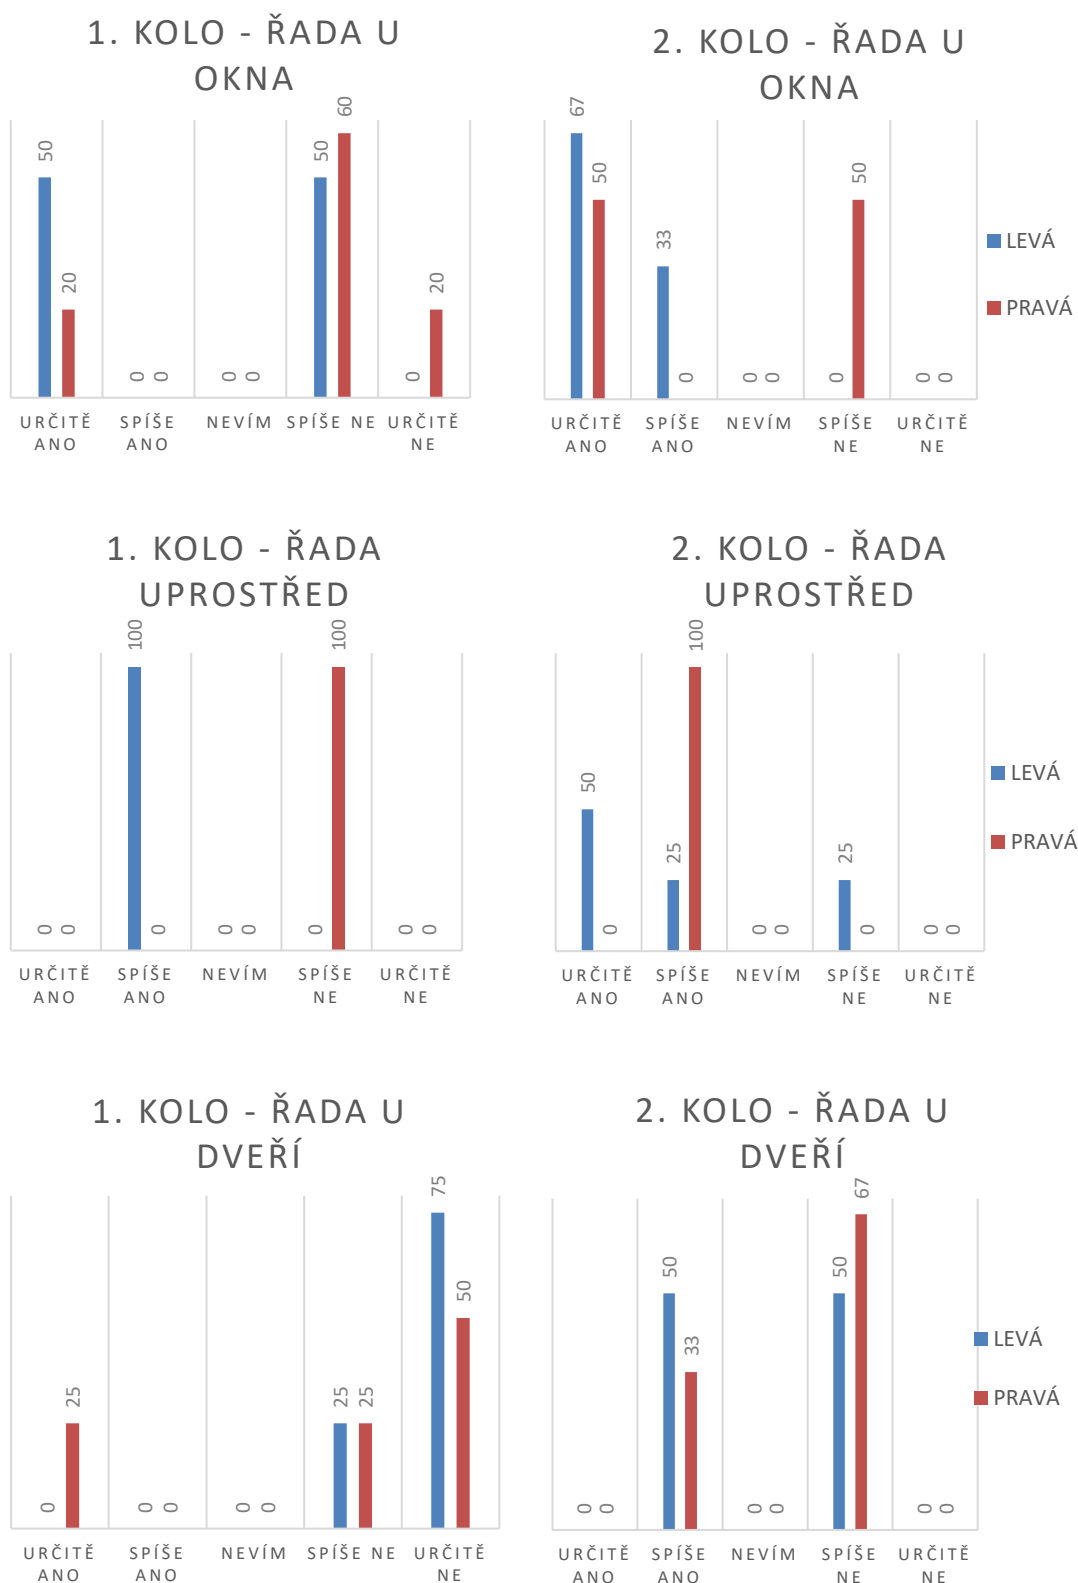 1. KOLO - ŘADA U
OKNA
50
20
0
0
0
0
50
60
0
20
URČITĚ
ANO
SPÍŠE
ANO
NEVÍM
SPÍŠE NE
URČITĚ
NE
2. KOLO - ŘADA U
OKNA
67
50
33
0
0
0
0
50
0
0
URČITĚ
ANO
SPÍŠE
ANO
NEVÍM
SPÍŠE
NE
URČITĚ
NE
LEVÁ
PRAVÁ
1. KOLO - ŘADA
UPROSTŘED
0
0
100
0
0
0
0
100
0
0
URČITĚ
ANO
SPÍŠE
ANO
NEVÍM
SPÍŠE
NE
URČITĚ
NE
2. KOLO - ŘADA
UPROSTŘED
50
0
25
100
0
0
25
0
0
0
URČITĚ
ANO
SPÍŠE
ANO
NEVÍM
SPÍŠE
NE
URČITĚ
NE
LEVÁ
PRAVÁ
1. KOLO - ŘADA U
DVEŘÍ
0
25
0
0
0
0
25
25
75
50
URČITĚ
ANO
SPÍŠE
ANO
NEVÍM
SPÍŠE NE
URČITĚ
NE
2. KOLO - ŘADA U
DVEŘÍ
0
0
50
33
0
0
50
67
0
0
URČITĚ
ANO
SPÍŠE
ANO
NEVÍM
SPÍŠE
NE
URČITĚ
NE
LEVÁ
PRAVÁ